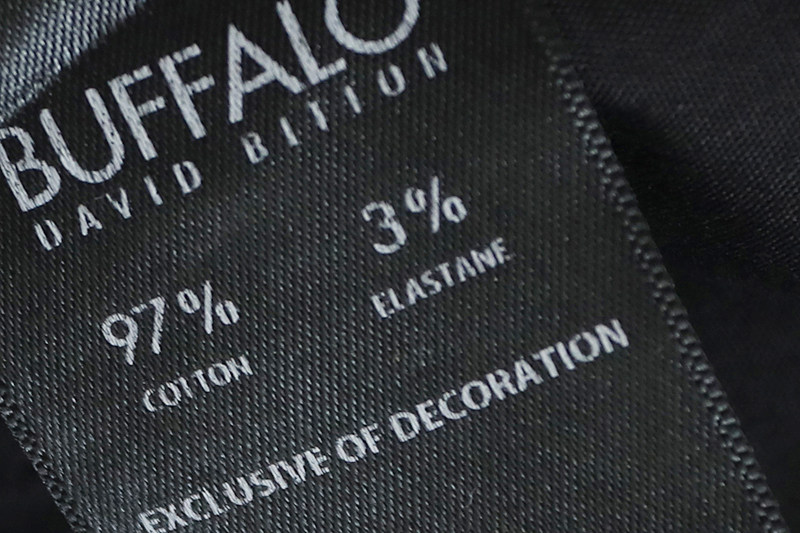 BUFFALO
DAVID BITTON
97% 3%
COTTON ELASTANE
EXCLUSIVE OF DECORATION